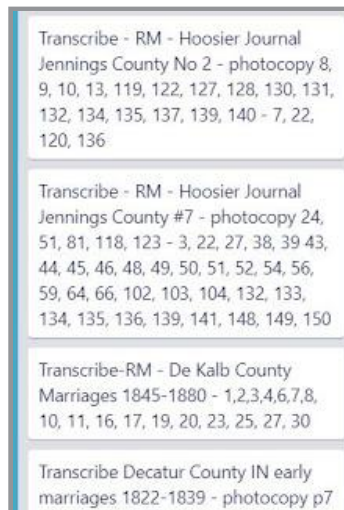 Transcribe - RM - Hoosier Journal
Jennings County No 2 - photocopy 8,
9, 10, 13, 119, 122, 127, 128, 130, 131,
132, 134, 135, 137, 139, 140 - 7, 22,
120, 136
Transcribe - RM - Hoosier Journal
Jennings County #7 - photocopy 24,
51, 81, 118, 123 - 3, 22, 27, 38, 39 43,
44, 45, 46, 48, 49, 50, 51, 52, 54, 56,
59, 64, 66, 102, 103, 104, 132, 133,
134, 135, 136, 139, 141, 148, 149, 150
Transcribe-RM - De Kalb County
Marriages 1845-1880 - 1,2,3,4,6,7,8,
10, 11, 16, 17, 19, 20, 23, 25, 27, 30
Transcribe Decatur County IN early
marriages 1822-1839 - photocopy p7